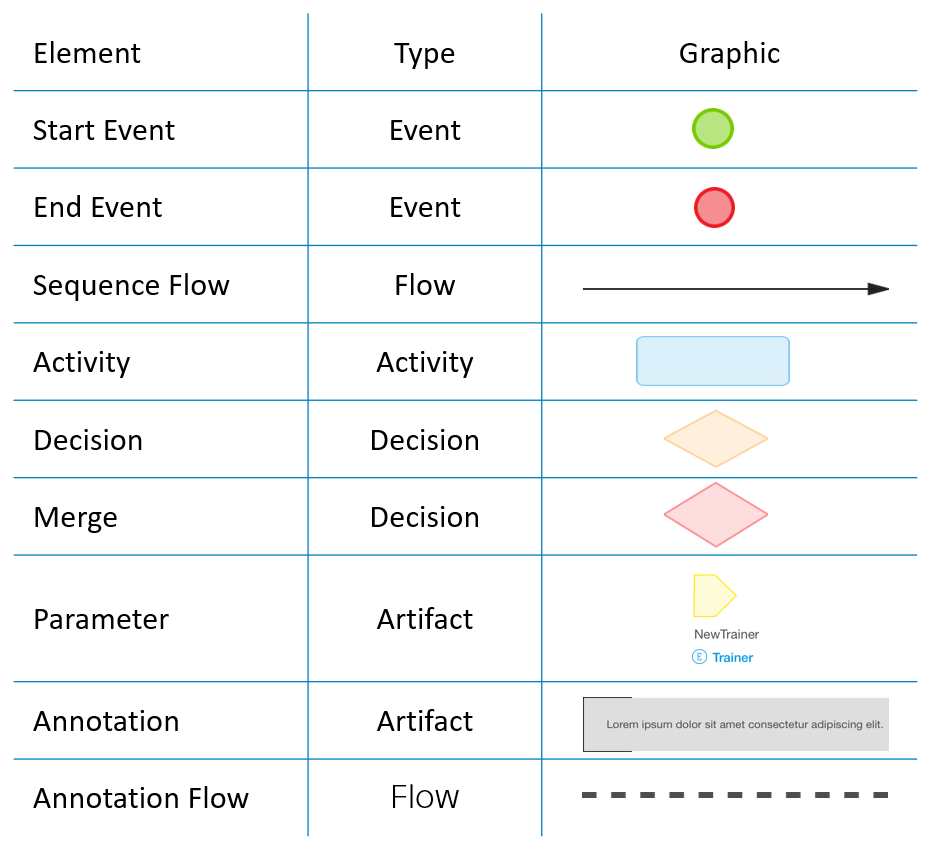 Element Type Graphic
Start Event Event
End Event Event
Sequence Flow Flow
Activity Activity
Decision Decision
Merge Decision
Parameter Artifact
NewTrainer
E Trainer
Annotation Artifact Lorem ipsum dolor sit amet consectetur adipiscing elit.
Annotation Flow Flow